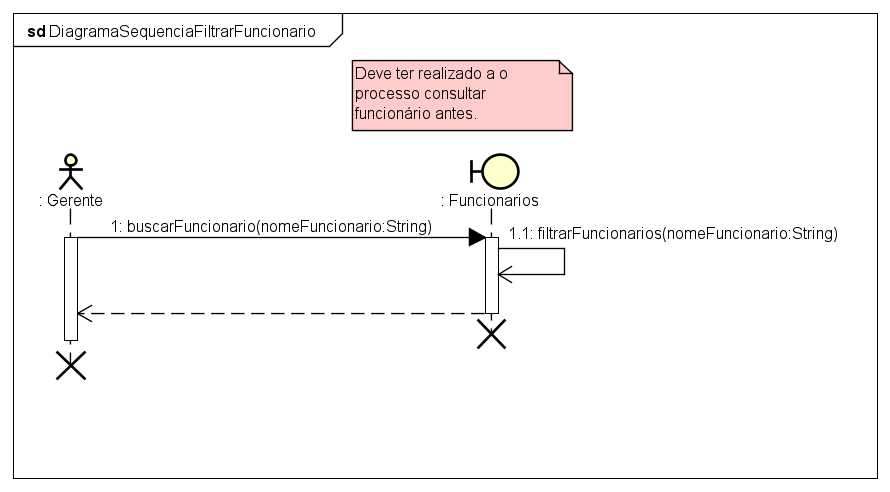 sd DiagramaSequenciaFiltrarFuncionario
Deve ter realizado a o
processo consultar
funcionário antes.
: Gerente
: Funcionarios
1: buscarFuncionario(nomeFuncionario:String)
1.1: filtrarFuncionarios(nomeFuncionario:String)